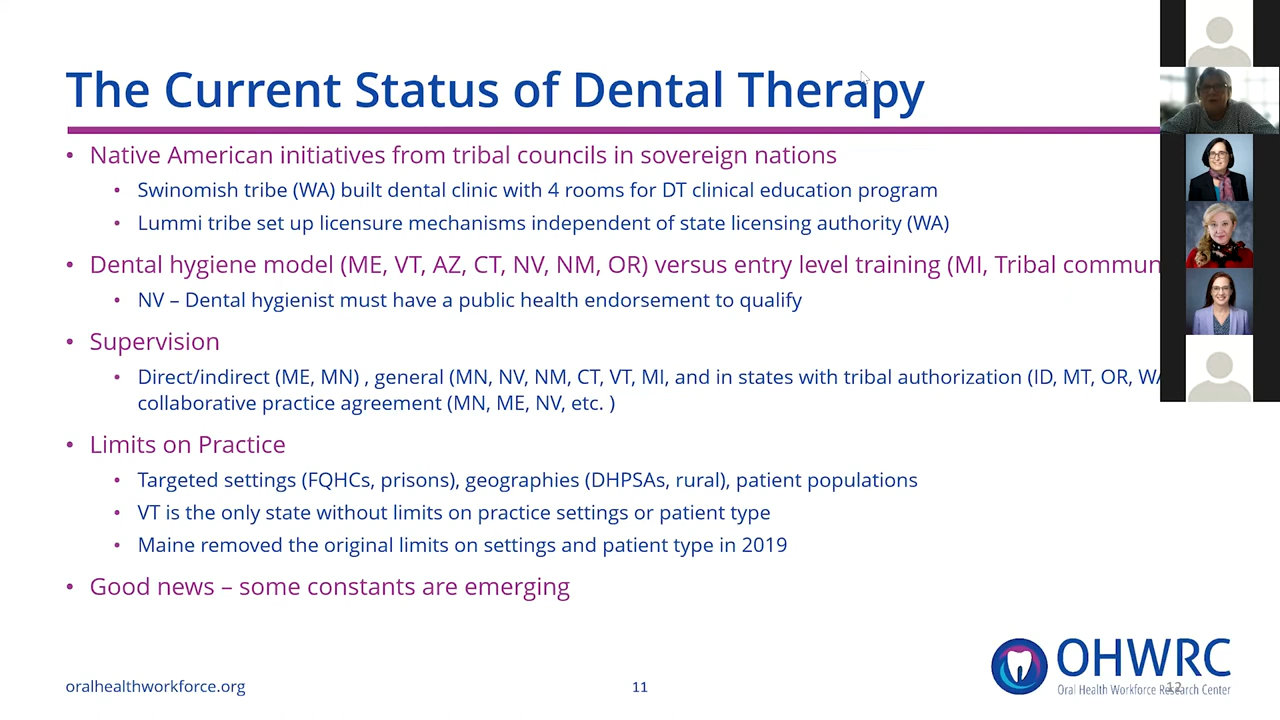 The Current Status of Dental Therapy
• Native American initiatives from tribal councils in sovereign nations
• Swinomish tribe (WA) built dental clinic with 4 rooms for DT clinical education program
• Lummi tribe set up licensure mechanisms independent of state licensing authority (WA)
• Dental hygiene model (ME, VT, AZ, CT, NV, NM, OR) versus entry level training (MI, Tribal commun
• NV – Dental hygienist must have a public health endorsement to qualify
• Supervision
• Direct/indirect (ME, MN) , general (MN, NV, NM, CT, VT, MI, and in states with tribal authorization (ID, MT, OR, WA
collaborative practice agreement (MN, ME, NV, etc. )
• Limits on Practice
• Targeted settings (FQHCs, prisons), geographies (DHPSAs, rural), patient populations
• VT is the only state without limits on practice settings or patient type
• Maine removed the original limits on settings and patient type in 2019
• Good news – some constants are emerging
OHWRC
Oral Health Workforce Research Center
oralhealthworkforce.org
11
12